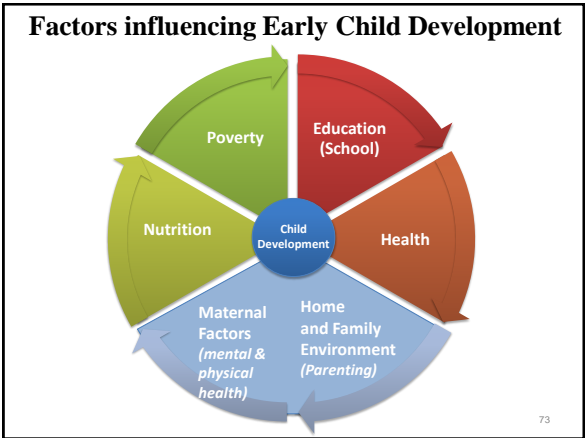 Factors influencing Early Child Development
Poverty
Education
(School)
Nutrition
Child
Development
Health
Maternal
Factors
(mental &
physical
health)
Home
and Family
Environment
(Parenting)
73